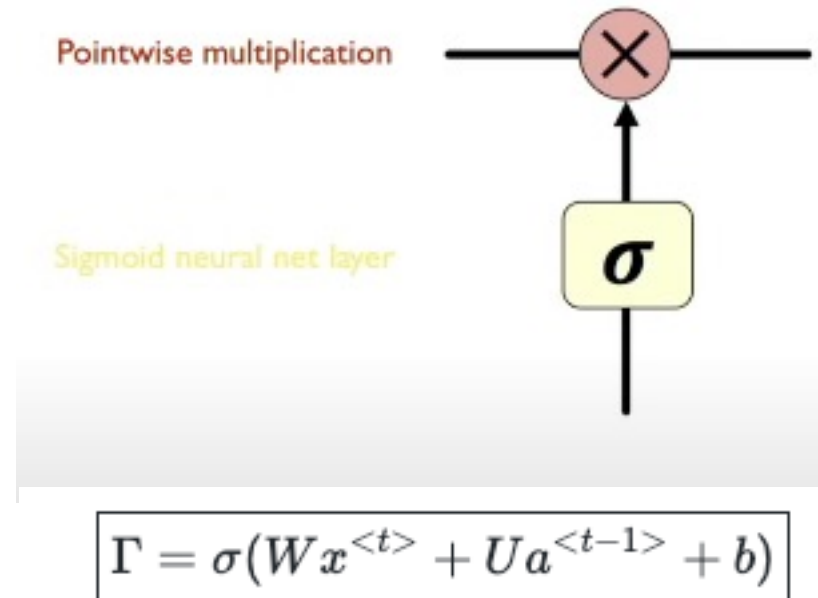 Pointwise multiplication
×
Sigmoid neural net layer
σ
Γ = σ(Wx^{<t>} + Ua^{<t−1>} + b)